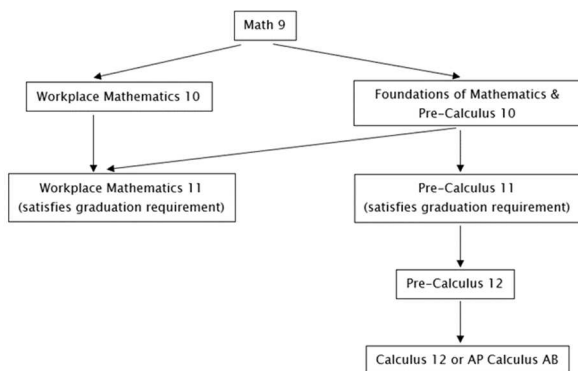 Math 9
Workplace Mathematics 10
Foundations of Mathematics &
Pre-Calculus 10
Workplace Mathematics 11
(satisfies graduation requirement)
Pre-Calculus 11
(satisfies graduation requirement)
Pre-Calculus 12
Calculus 12 or AP Calculus AB